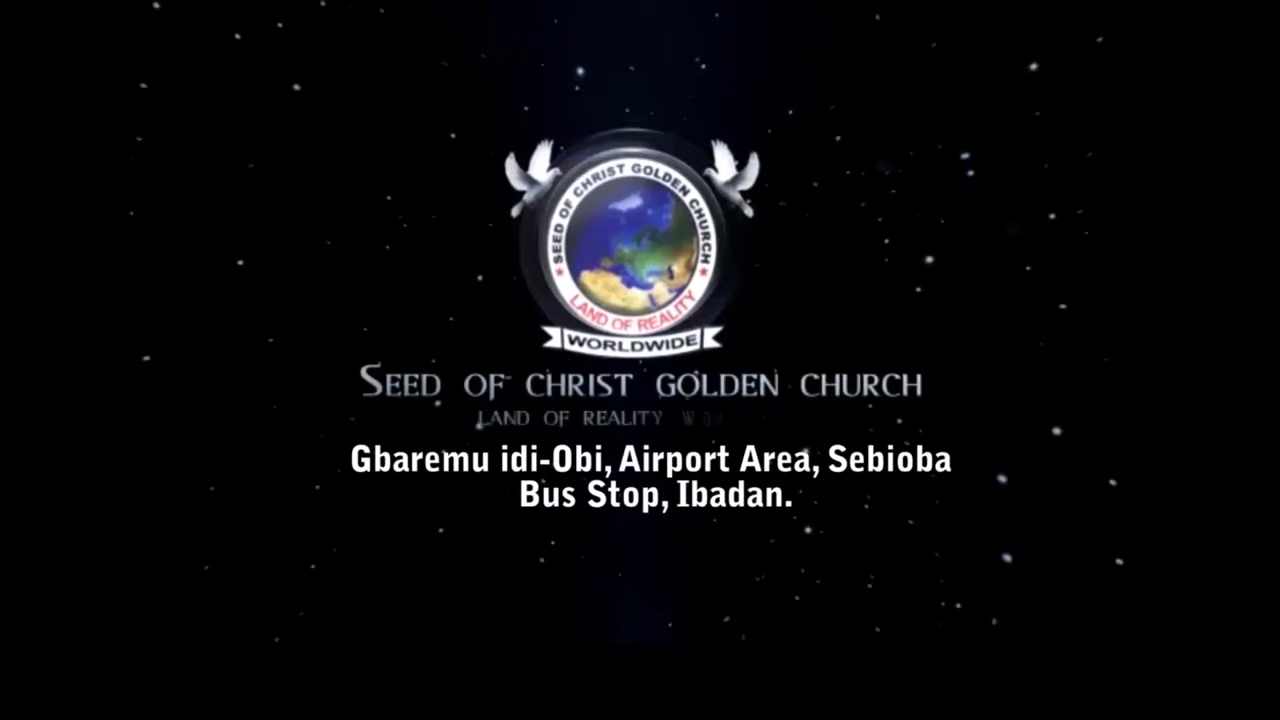 SEED OF CHRIST GOLDEN CHURCH
LAND OF REALITY
WORLDWIDE
SEED OF CHRIST GOLDEN CHURCH
LAND OF REALITY
Gbaremu idi-Obi, Airport Area, Sebioba
Bus Stop, Ibadan.